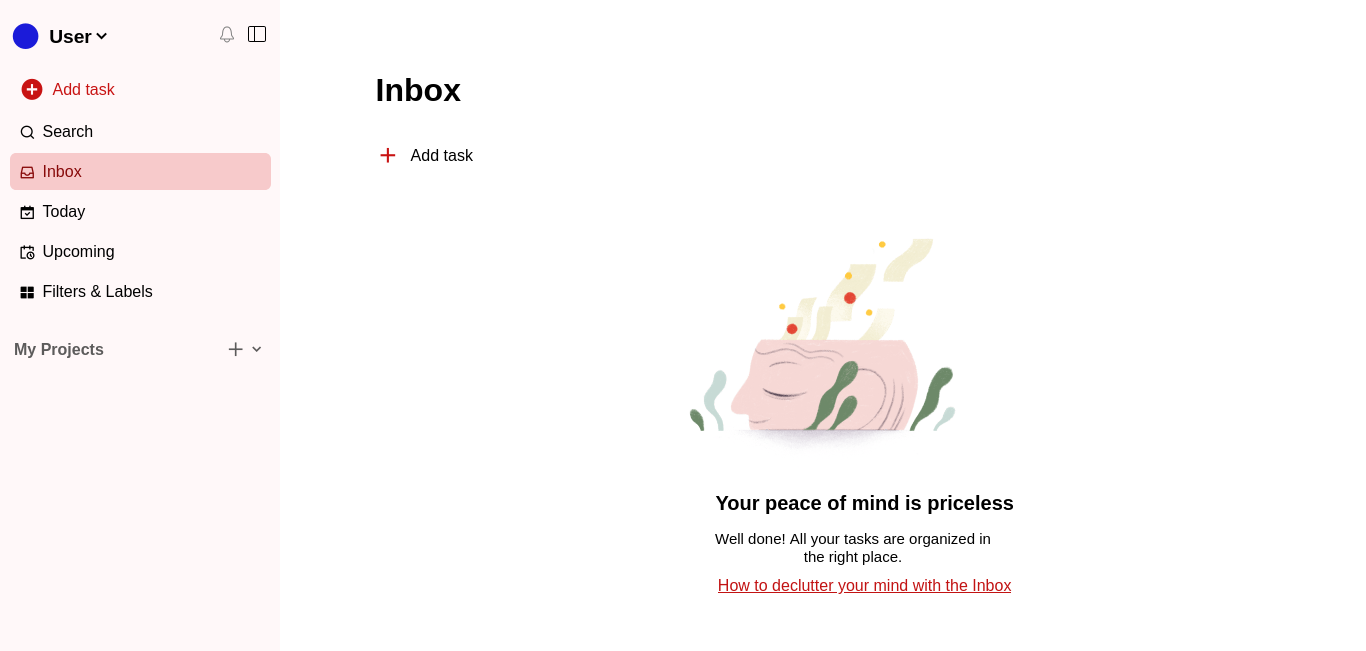 User
Add task
Search
Inbox
Today
Upcoming
Filters & Labels
My Projects
Inbox
Add task
Your peace of mind is priceless
Well done! All your tasks are organized in
the right place.
How to declutter your mind with the Inbox